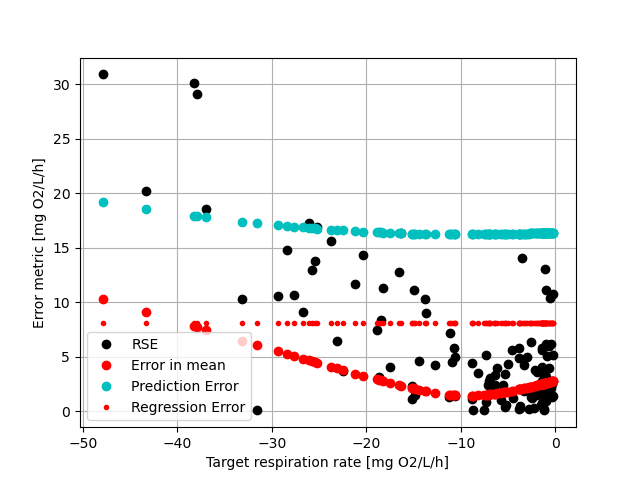 Error metric [mg O2/L/h]
30
25
20
15
10
5
0
RSE
Error in mean
Prediction Error
Regression Error
−50
−40
−30
−20
−10
0
Target respiration rate [mg O2/L/h]